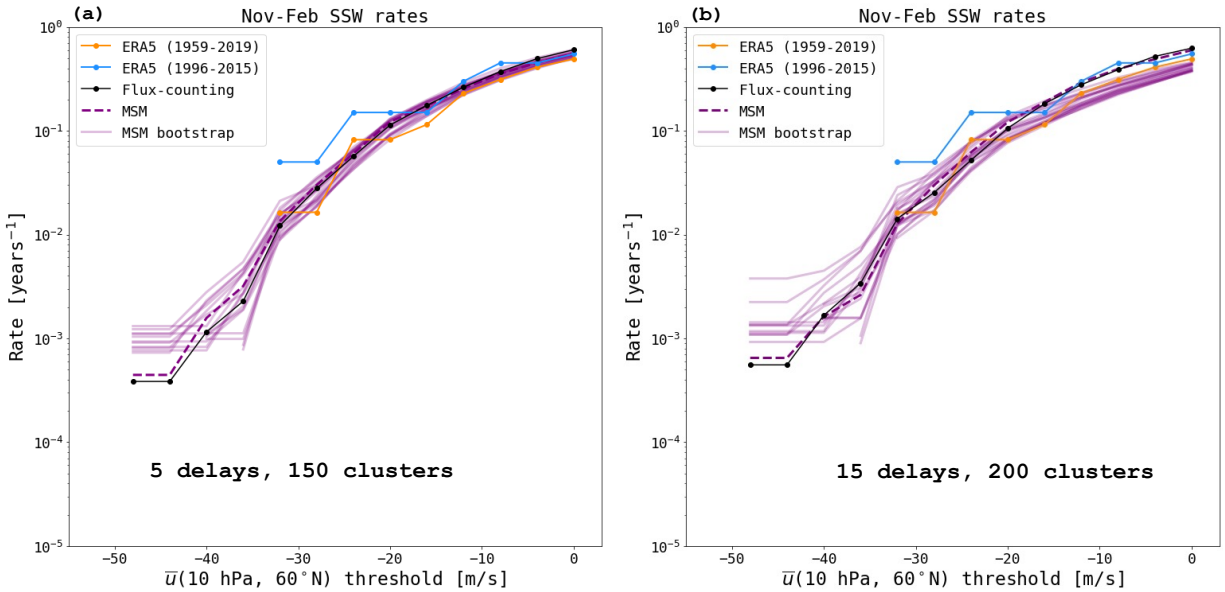 (a)
Nov-Feb SSW rates
ERA5 (1959-2019)
ERA5 (1996-2015)
Flux-counting
MSM
MSM bootstrap
10⁰
10⁻¹
10⁻²
10⁻³
10⁻⁴
10⁻⁵
Rate [years⁻¹]
5 delays, 150 clusters
−50
−40
−30
−20
−10
0
u̅(10 hPa, 60°N) threshold [m/s]
(b)
Nov-Feb SSW rates
ERA5 (1959-2019)
ERA5 (1996-2015)
Flux-counting
MSM
MSM bootstrap
10⁰
10⁻¹
10⁻²
10⁻³
10⁻⁴
10⁻⁵
Rate [years⁻¹]
15 delays, 200 clusters
−50
−40
−30
−20
−10
0
u̅(10 hPa, 60°N) threshold [m/s]